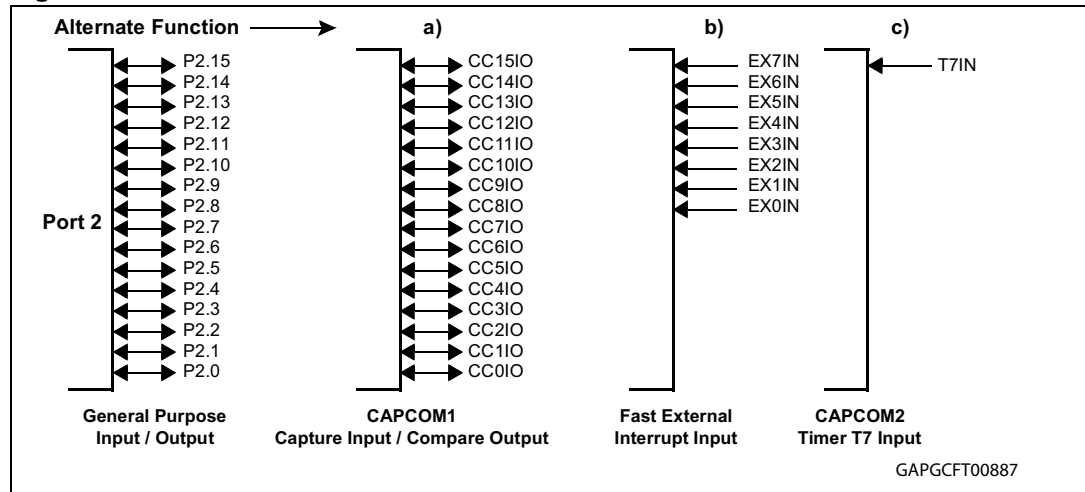 Alternate Function a) b) c)
P2.15 CC15IO EX7IN T7IN
P2.14 CC14IO EX6IN
P2.13 CC13IO EX5IN
P2.12 CC12IO EX4IN
P2.11 CC11IO EX3IN
P2.10 CC10IO EX2IN
P2.9 CC9IO EX1IN
P2.8 CC8IO EX0IN
Port 2 P2.7 CC7IO
P2.6 CC6IO
P2.5 CC5IO
P2.4 CC4IO
P2.3 CC3IO
P2.2 CC2IO
P2.1 CC1IO
P2.0 CC0IO
General Purpose CAPCOM1 Fast External CAPCOM2
Input / Output Capture Input / Compare Output Interrupt Input Timer T7 Input
GAPGCFT00887